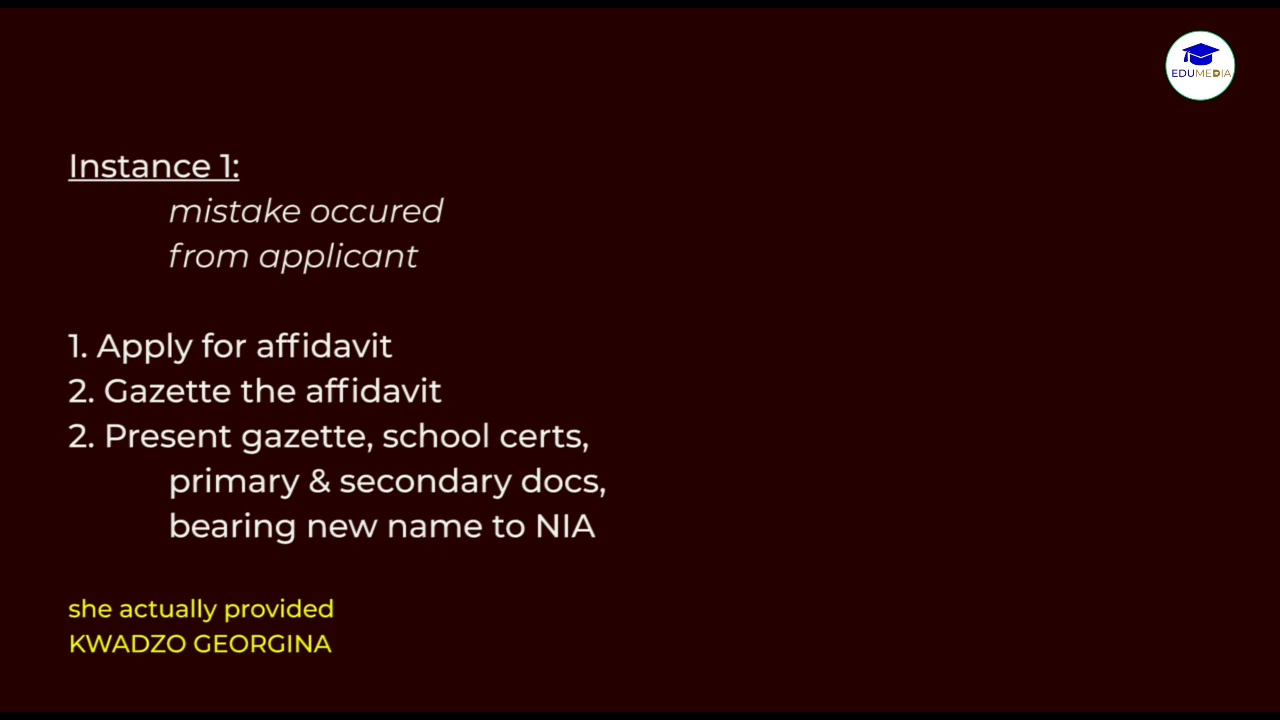 EDUMEDIA
Instance 1:
mistake occured
from applicant
1. Apply for affidavit
2. Gazette the affidavit
2. Present gazette, school certs,
primary & secondary docs,
bearing new name to NIA
she actually provided
KWADZO GEORGINA